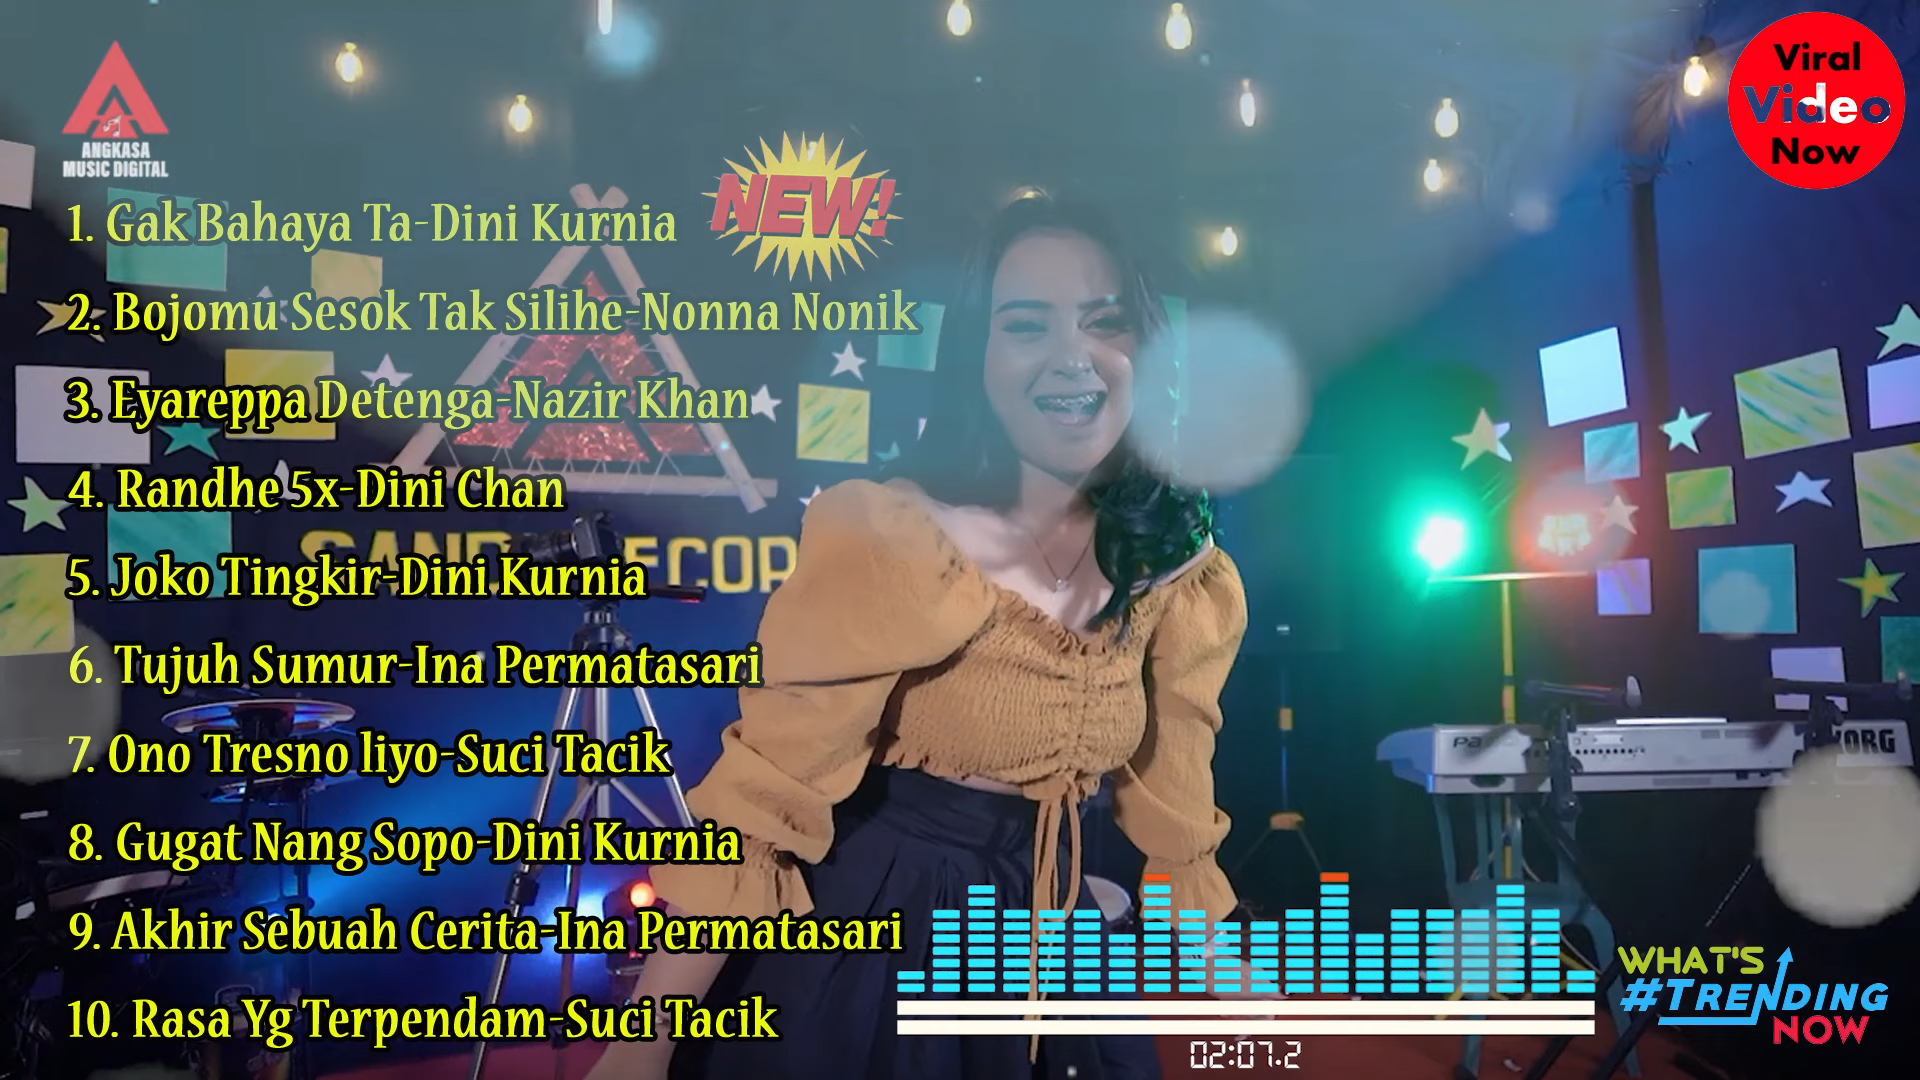 ANGKASA
MUSIC DIGITAL
Viral
Video
Now
NEW!
1. Gak Bahaya Ta-Dini Kurnia
2. Bojomu Sesok Tak Silihe-Nonna Nonik
3. Eyareppa Detenga-Nazir Khan
4. Randhe 5x-Dini Chan
5. Joko Tingkir-Dini Kurnia
6. Tujuh Sumur-Ina Permatasari
7. Ono Tresno liyo-Suci Tacik
8. Gugat Nang Sopo-Dini Kurnia
9. Akhir Sebuah Cerita-Ina Permatasari
10. Rasa Yg Terpendam-Suci Tacik
KORG
WHAT'S
#TRENDING
NOW
02:07.2